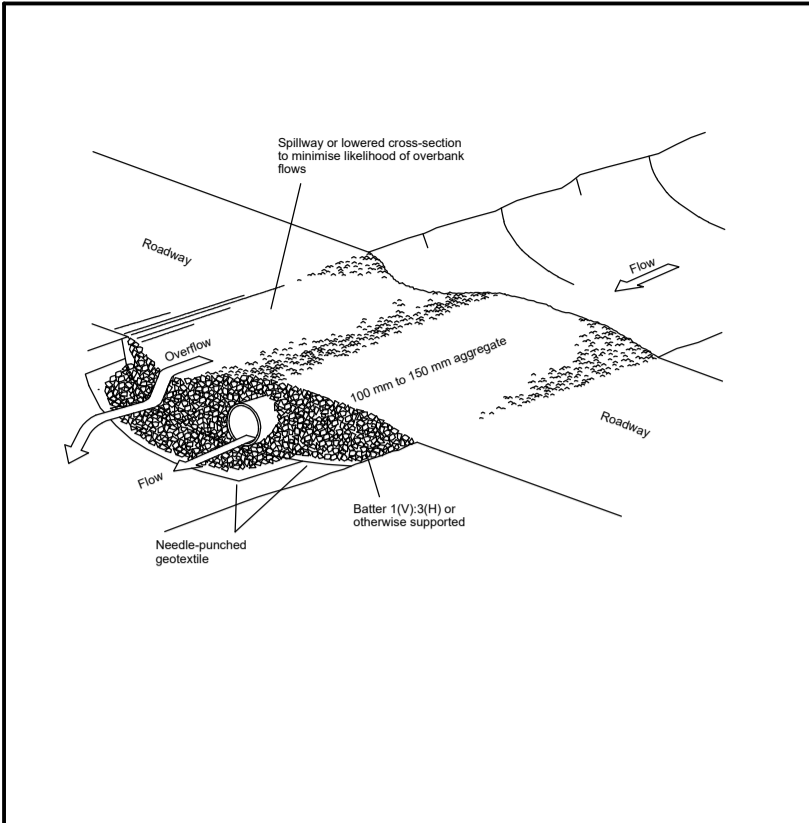 Spillway or lowered cross-section
to minimise likelihood of overbank
flows
Roadway
Flow
Overflow
100 mm to 150 mm aggregate
Roadway
Flow
Batter 1(V):3(H) or
otherwise supported
Needle-punched
geotextile